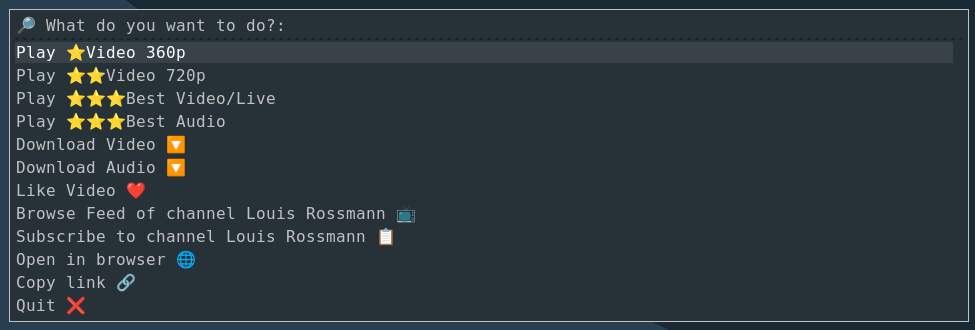 🔎 What do you want to do?:
Play ⭐Video 360p
Play ⭐⭐Video 720p
Play ⭐⭐⭐Best Video/Live
Play ⭐⭐⭐Best Audio
Download Video 🔽
Download Audio 🔽
Like Video ❤️
Browse Feed of channel Louis Rossmann 📺
Subscribe to channel Louis Rossmann 📋
Open in browser 🌐
Copy link 🔗
Quit ❌